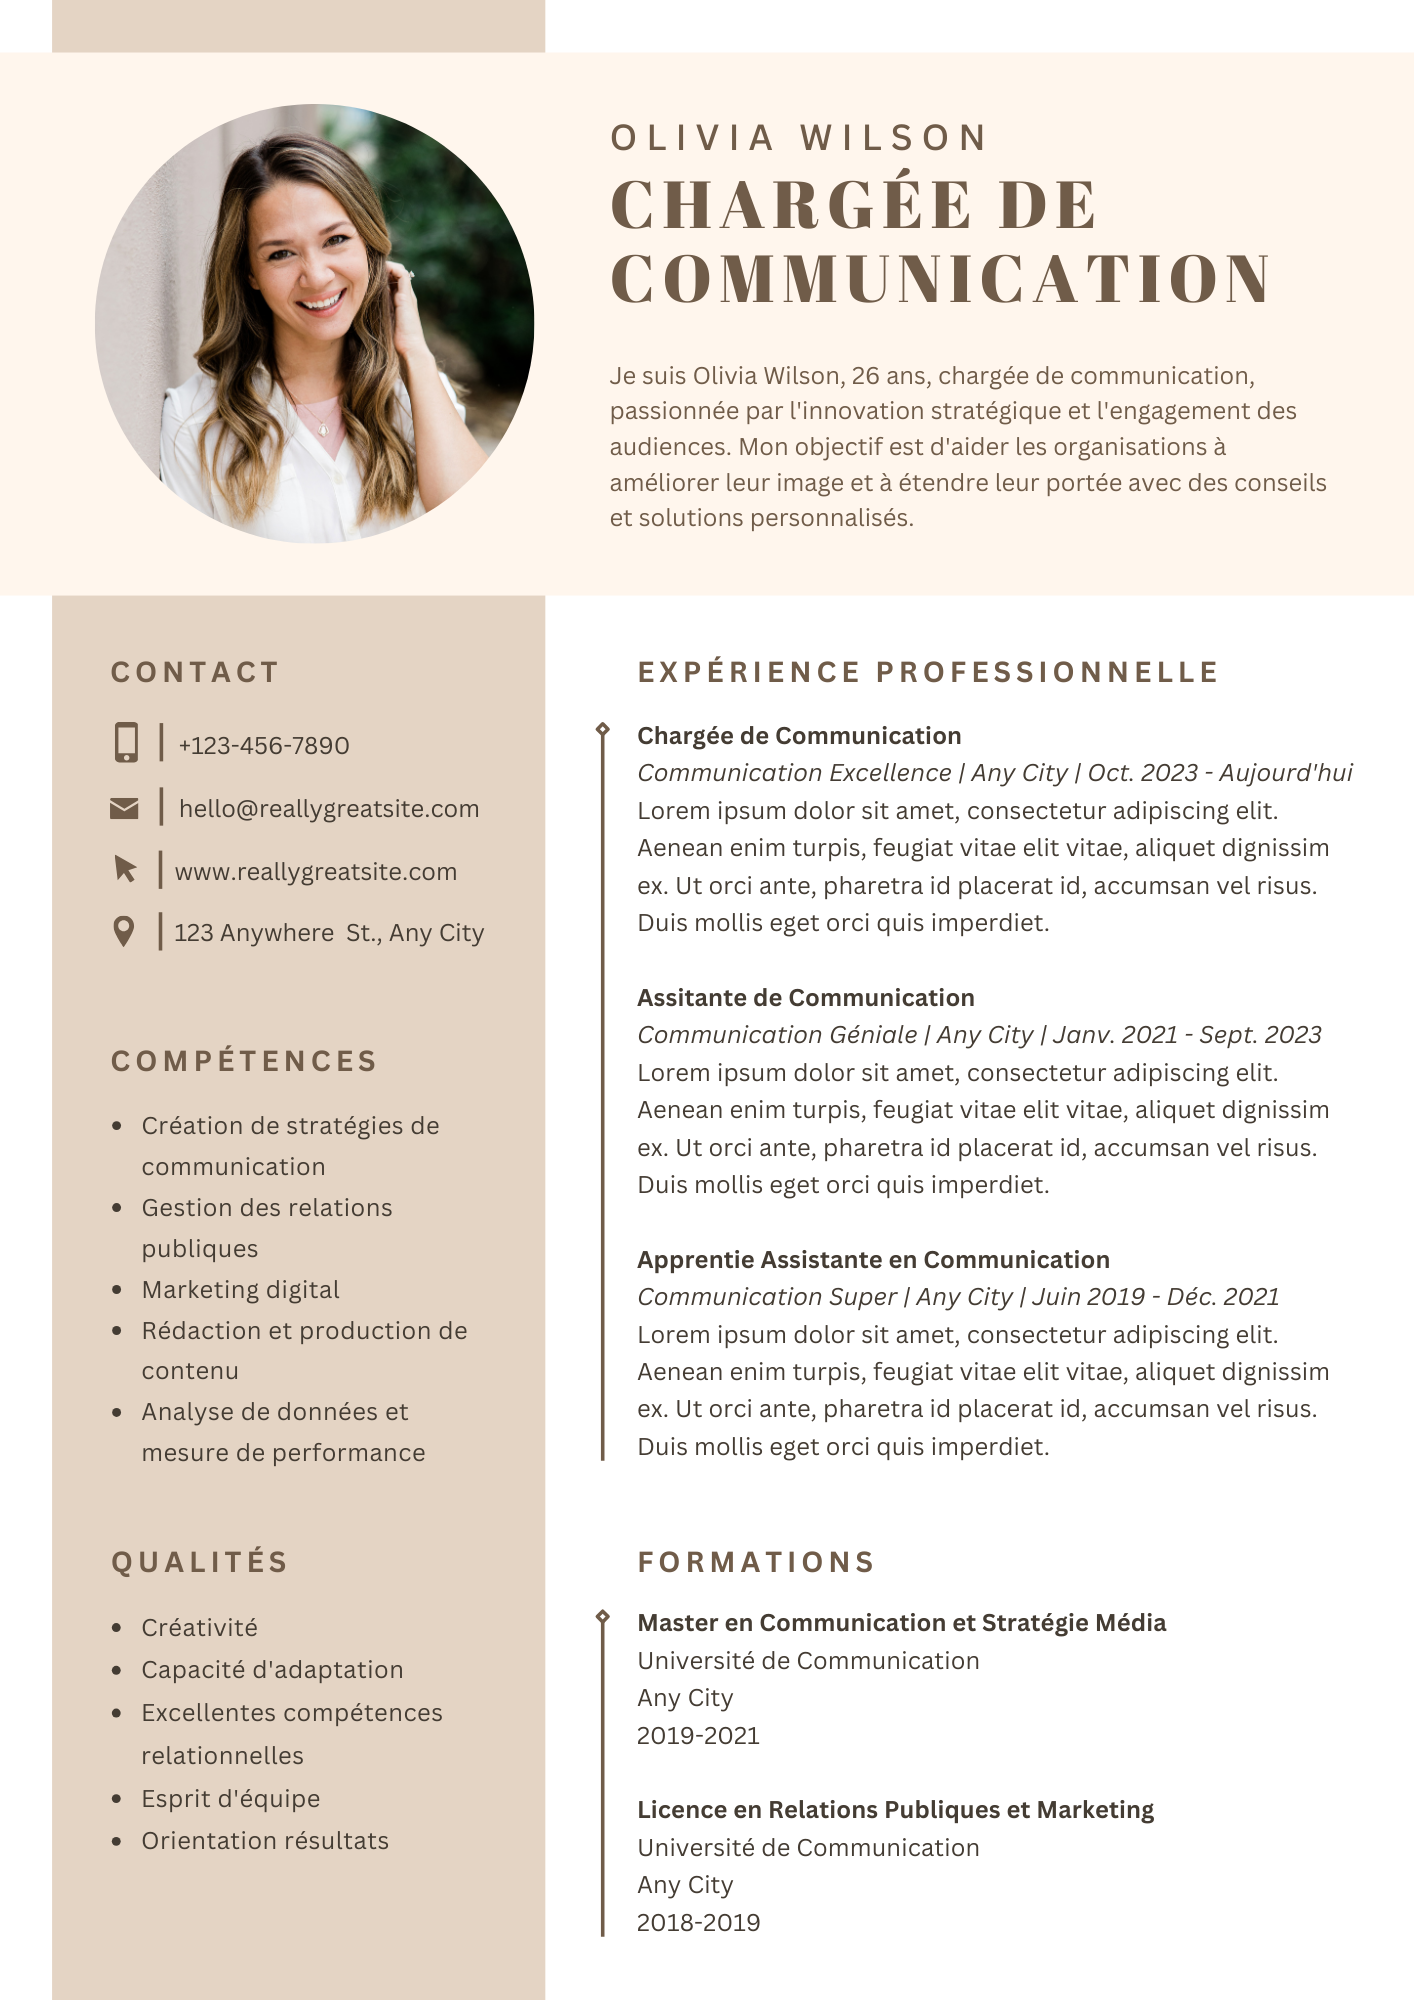 OLIVIA WILSON
CHARGÉE DE
COMMUNICATION
Je suis Olivia Wilson, 26 ans, chargée de communication,
passionnée par l'innovation stratégique et l'engagement des
audiences. Mon objectif est d'aider les organisations à
améliorer leur image et à étendre leur portée avec des conseils
et solutions personnalisés.
CONTACT
+123-456-7890
hello@reallygreatsite.com
www.reallygreatsite.com
123 Anywhere St., Any City
COMPÉTENCES
• Création de stratégies de
communication
• Gestion des relations
publiques
• Marketing digital
• Rédaction et production de
contenu
• Analyse de données et
mesure de performance
QUALITÉS
• Créativité
• Capacité d'adaptation
• Excellentes compétences
relationnelles
• Esprit d'équipe
• Orientation résultats
EXPÉRIENCE PROFESSIONNELLE
Chargée de Communication
Communication Excellence | Any City | Oct. 2023 - Aujourd'hui
Lorem ipsum dolor sit amet, consectetur adipiscing elit.
Aenean enim turpis, feugiat vitae elit vitae, aliquet dignissim
ex. Ut orci ante, pharetra id placerat id, accumsan vel risus.
Duis mollis eget orci quis imperdiet.
Assitante de Communication
Communication Géniale | Any City | Janv. 2021 - Sept. 2023
Lorem ipsum dolor sit amet, consectetur adipiscing elit.
Aenean enim turpis, feugiat vitae elit vitae, aliquet dignissim
ex. Ut orci ante, pharetra id placerat id, accumsan vel risus.
Duis mollis eget orci quis imperdiet.
Apprentie Assistante en Communication
Communication Super | Any City | Juin 2019 - Déc. 2021
Lorem ipsum dolor sit amet, consectetur adipiscing elit.
Aenean enim turpis, feugiat vitae elit vitae, aliquet dignissim
ex. Ut orci ante, pharetra id placerat id, accumsan vel risus.
Duis mollis eget orci quis imperdiet.
FORMATIONS
Master en Communication et Stratégie Média
Université de Communication
Any City
2019-2021
Licence en Relations Publiques et Marketing
Université de Communication
Any City
2018-2019